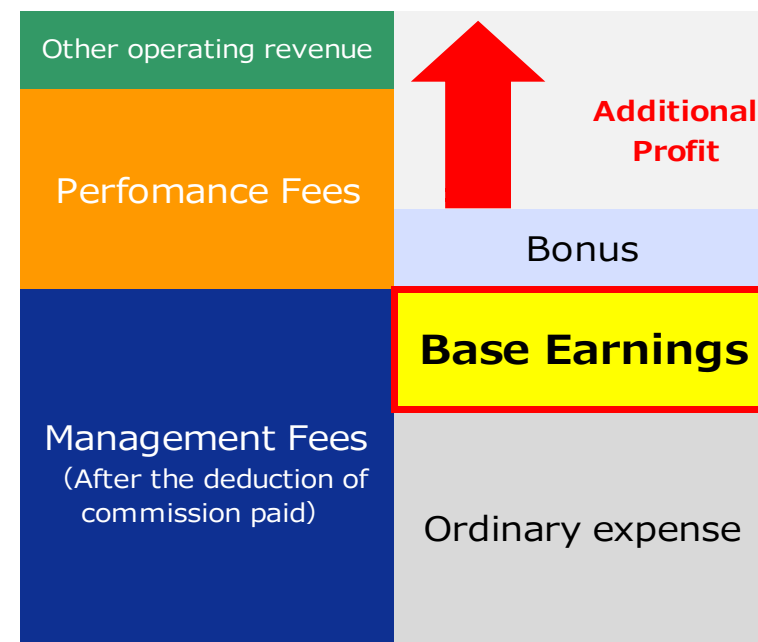 Other operating revenue
Perfomance Fees
Management Fees
（After the deduction of
commission paid）
Additional
Profit
Bonus
Base Earnings
Ordinary expense